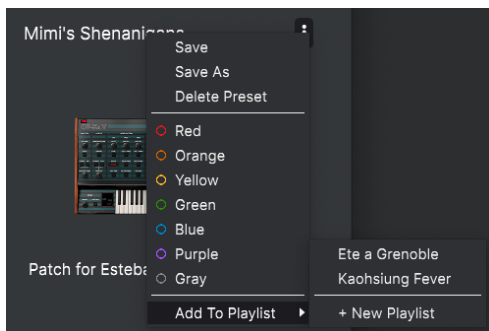 Mimi's Shenanigans
Save
Save As
Delete Preset
Red
Orange
Yellow
Green
Blue
Purple
Gray
Patch for Esteba
Add To Playlist
Ete a Grenoble
Kaohsiung Fever
+ New Playlist